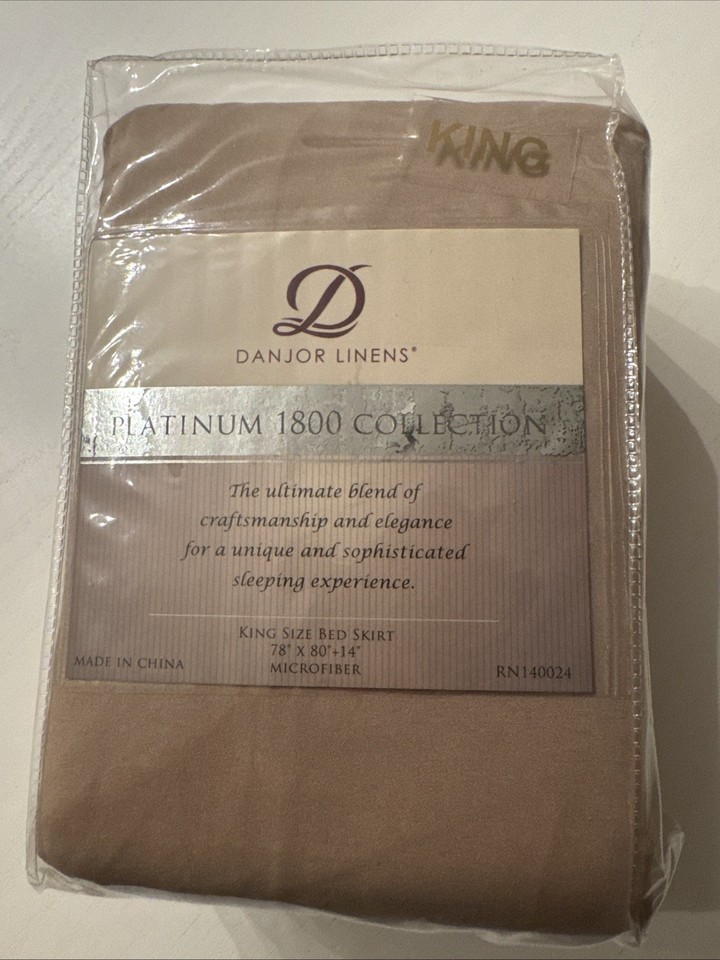 KING
D
DANJOR LINENS®
PLATINUM 1800 COLLECTION
The ultimate blend of
craftsmanship and elegance
for a unique and sophisticated
sleeping experience.
KING SIZE BED SKIRT
78" X 80"+14"
MICROFIBER
MADE IN CHINA
RN140024